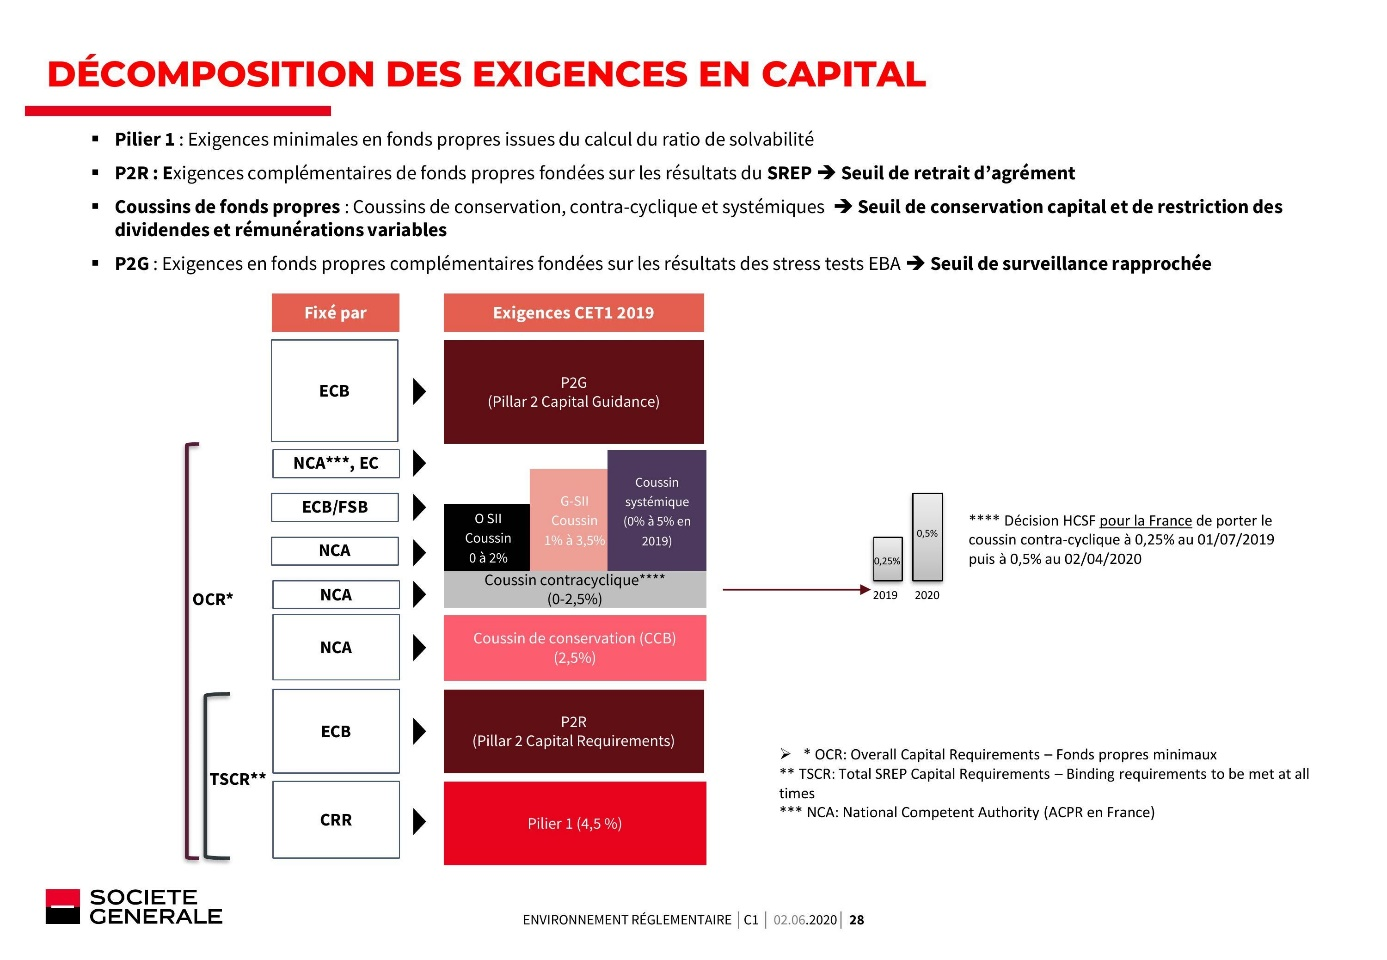 DÉCOMPOSITION DES EXIGENCES EN CAPITAL
▪ Pilier 1 : Exigences minimales en fonds propres issues du calcul du ratio de solvabilité
▪ P2R : Exigences complémentaires de fonds propres fondées sur les résultats du SREP ➔ Seuil de retrait d'agrément
▪ Coussins de fonds propres : Coussins de conservation, contra-cyclique et systémiques ➔ Seuil de conservation capital et de restriction des
dividendes et rémunérations variables
▪ P2G : Exigences en fonds propres complémentaires fondées sur les résultats des stress tests EBA ➔ Seuil de surveillance rapprochée
Fixé par
Exigences CET1 2019
ECB
P2G
(Pillar 2 Capital Guidance)
NCA***, EC
ECB/FSB
NCA
O SII
Coussin
0 à 2%
G-SII
Coussin
1% à 3,5%
Coussin
systémique
(0% à 5% en
2019)
NCA
Coussin contracyclique****
(0-2,5%)
OCR*
NCA
Coussin de conservation (CCB)
(2,5%)
ECB
P2R
(Pillar 2 Capital Requirements)
TSCR**
CRR
Pilier 1 (4,5 %)
0,25%
0,5%
2019
2020
**** Décision HCSF pour la France de porter le
coussin contra-cyclique à 0,25% au 01/07/2019
puis à 0,5% au 02/04/2020
➢ * OCR: Overall Capital Requirements – Fonds propres minimaux
** TSCR: Total SREP Capital Requirements – Binding requirements to be met at all
times
*** NCA: National Competent Authority (ACPR en France)
SOCIETE
GENERALE
ENVIRONNEMENT RÉGLEMENTAIRE | C1 | 02.06.2020 | 28